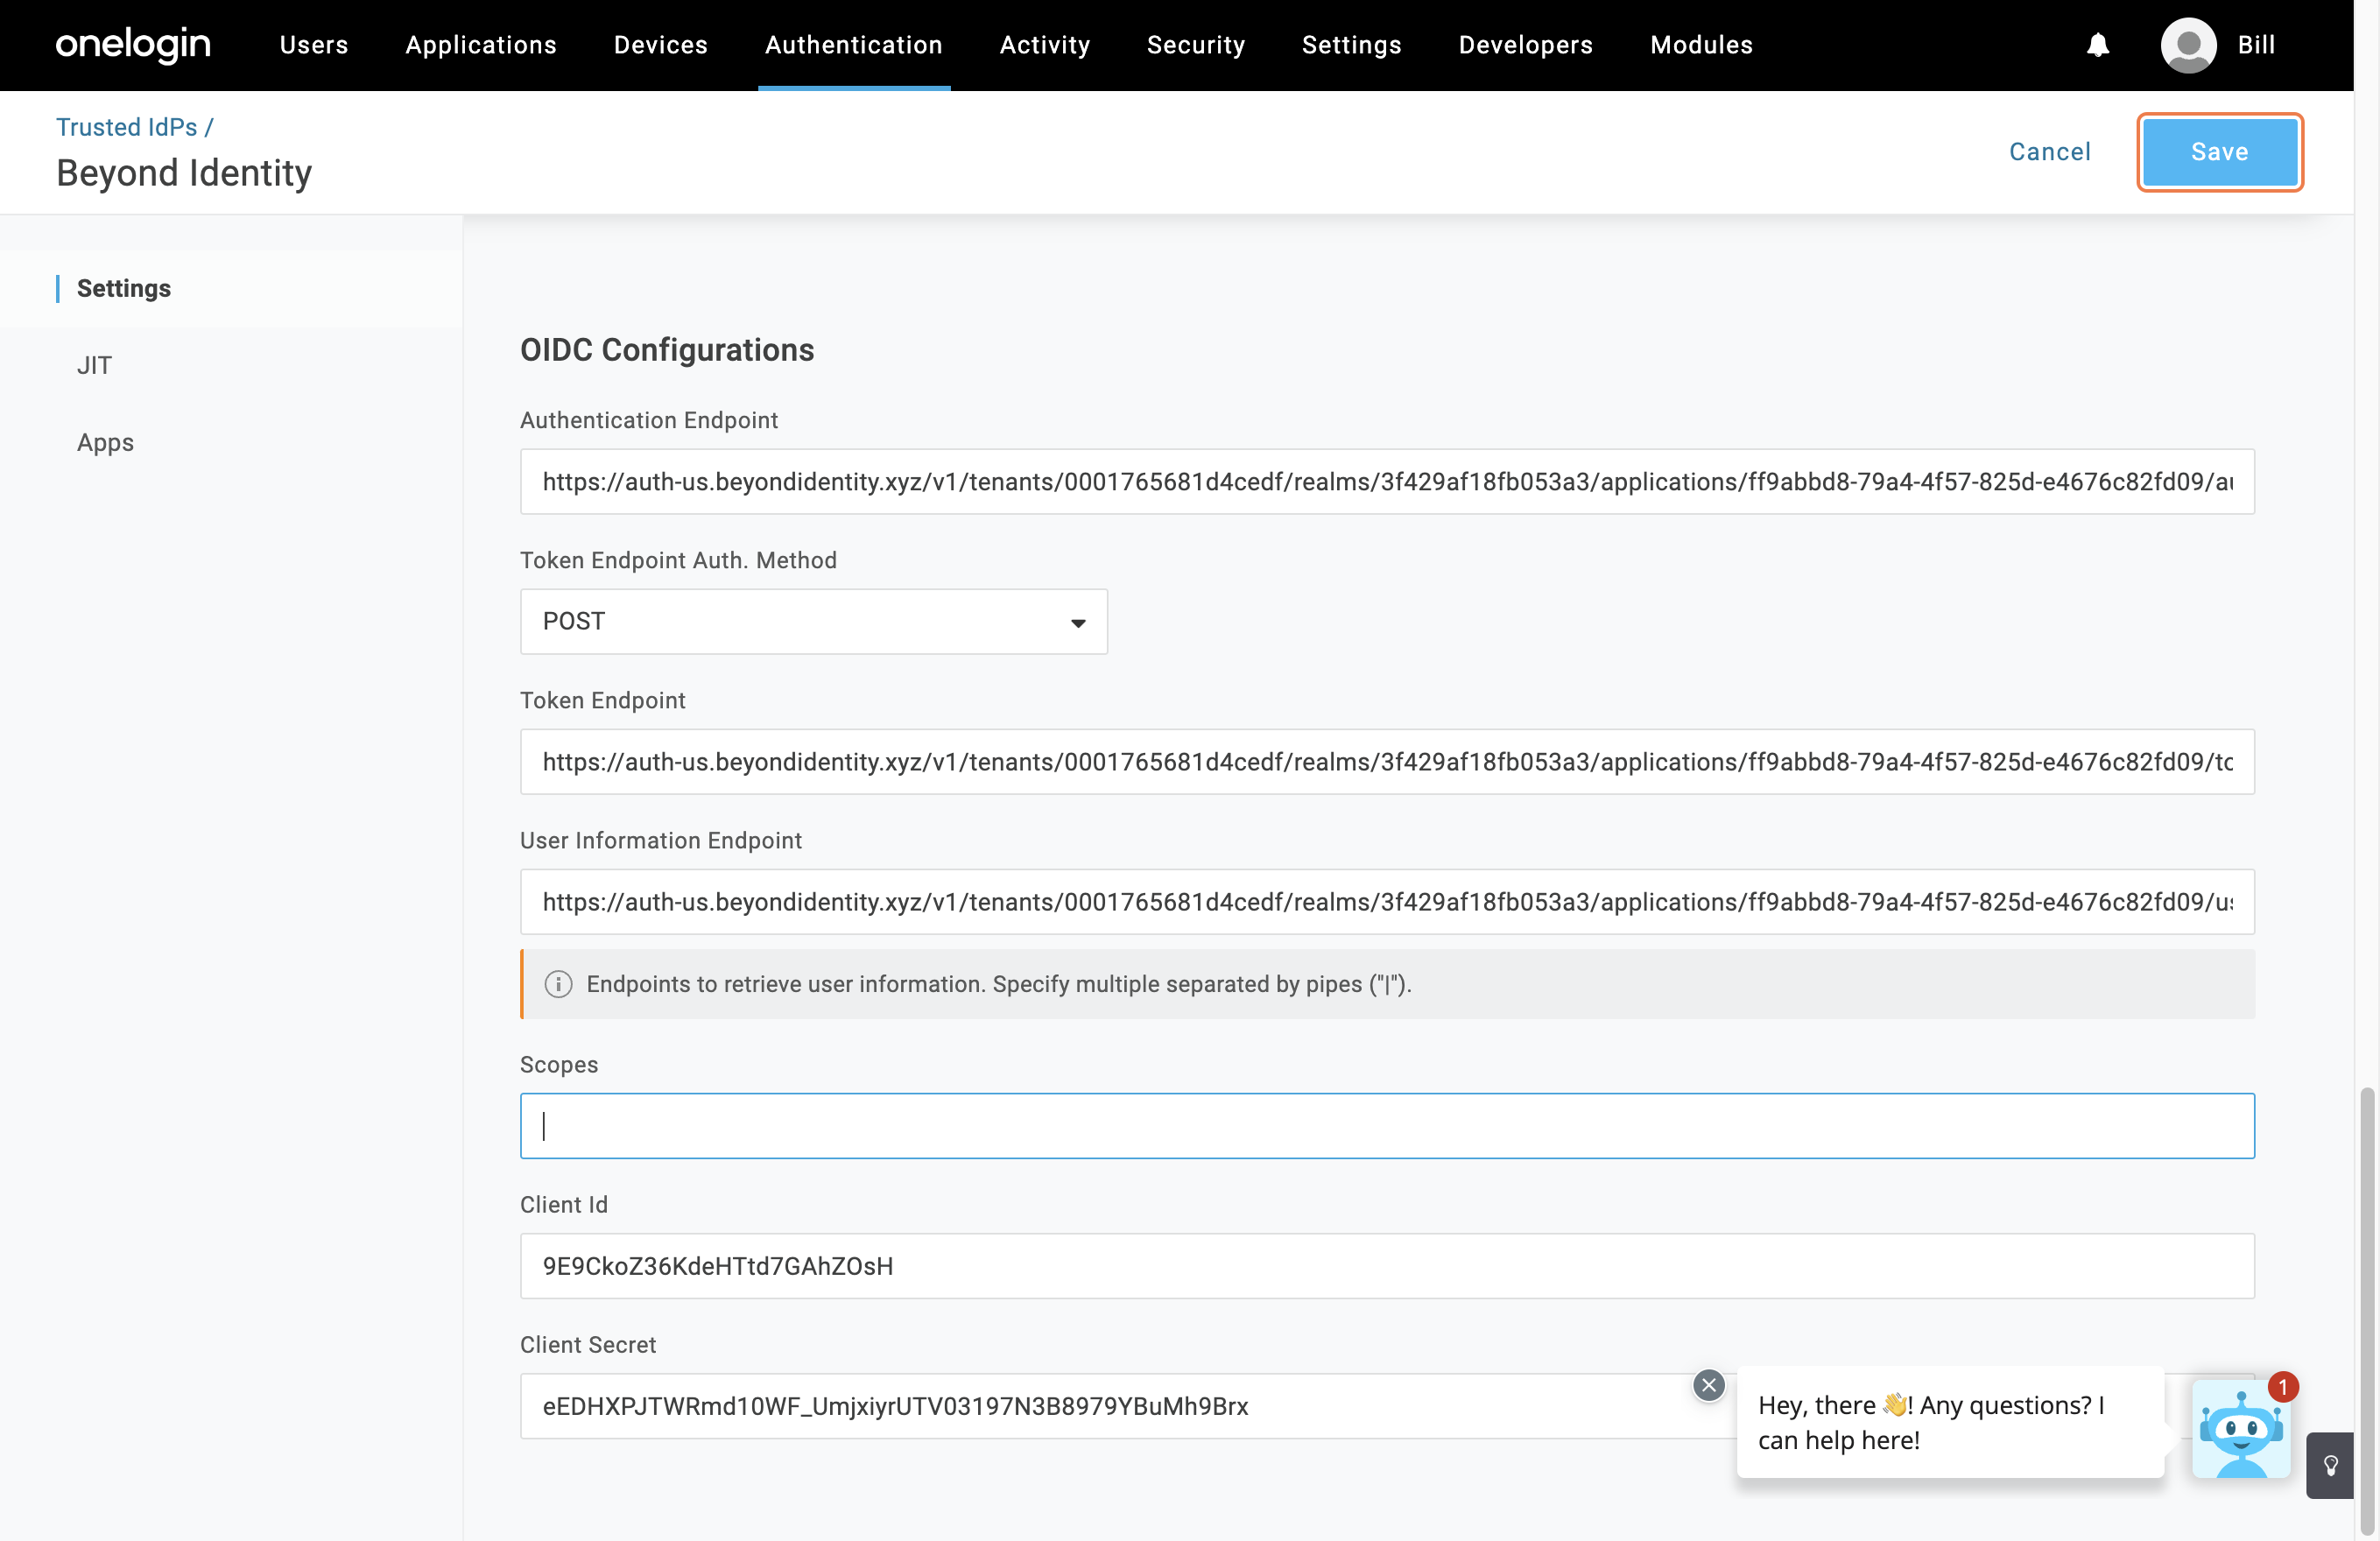 onelogin
Users Applications Devices Authentication Activity Security Settings Developers Modules Bill
Trusted IdPs /
Beyond Identity
Cancel
Save
Settings
JIT
Apps
OIDC Configurations
Authentication Endpoint
https://auth-us.beyondidentity.xyz/v1/tenants/0001765681d4cedf/realms/3f429af18fb053a3/applications/ff9abbd8-79a4-4f57-825d-e4676c82fd09/au
Token Endpoint Auth. Method
POST
Token Endpoint
https://auth-us.beyondidentity.xyz/v1/tenants/0001765681d4cedf/realms/3f429af18fb053a3/applications/ff9abbd8-79a4-4f57-825d-e4676c82fd09/to
User Information Endpoint
https://auth-us.beyondidentity.xyz/v1/tenants/0001765681d4cedf/realms/3f429af18fb053a3/applications/ff9abbd8-79a4-4f57-825d-e4676c82fd09/us
Endpoints to retrieve user information. Specify multiple separated by pipes ("|").
Scopes
Client Id
9E9CkoZ36KdeHTtd7GAhZOsH
Client Secret
eEDHXPJTWRmd10WF_UmjxiyrUTV03197N3B8979YBuMh9Brx
Hey, there 👋! Any questions? I
can help here!
1